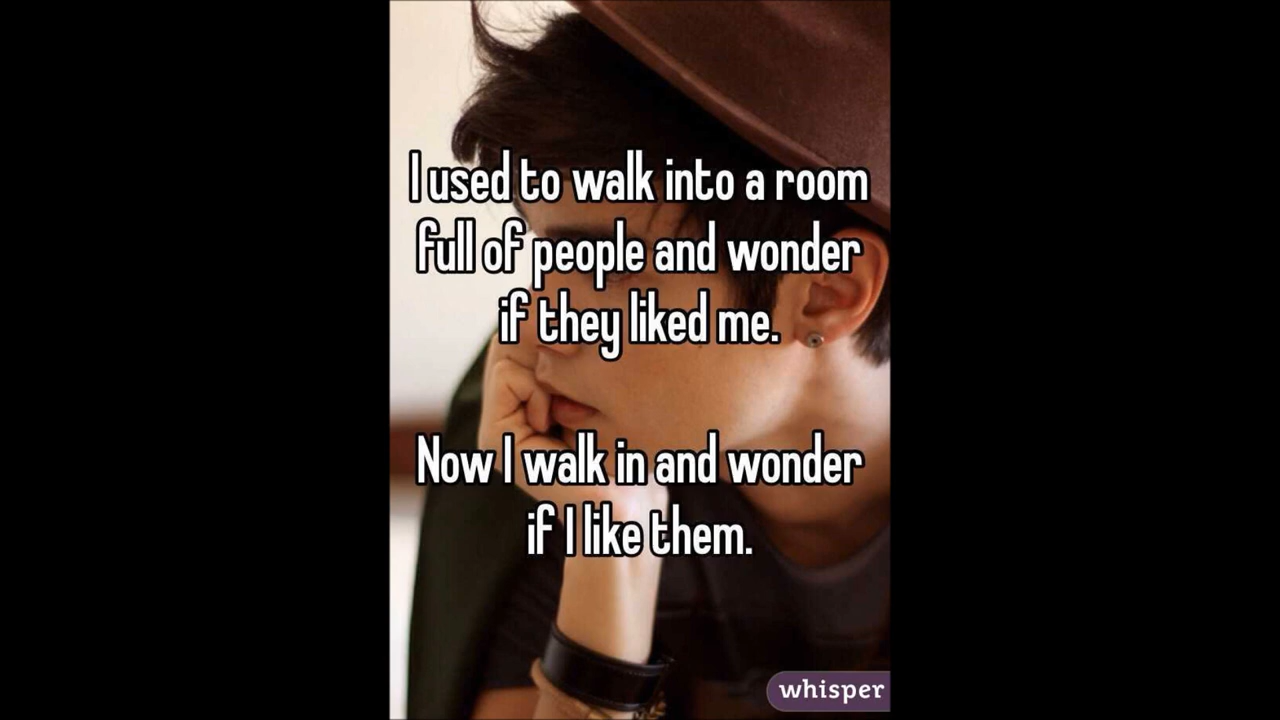 I used to walk into a room
full of people and wonder
if they liked me.
Now I walk in and wonder
if I like them.
whisper